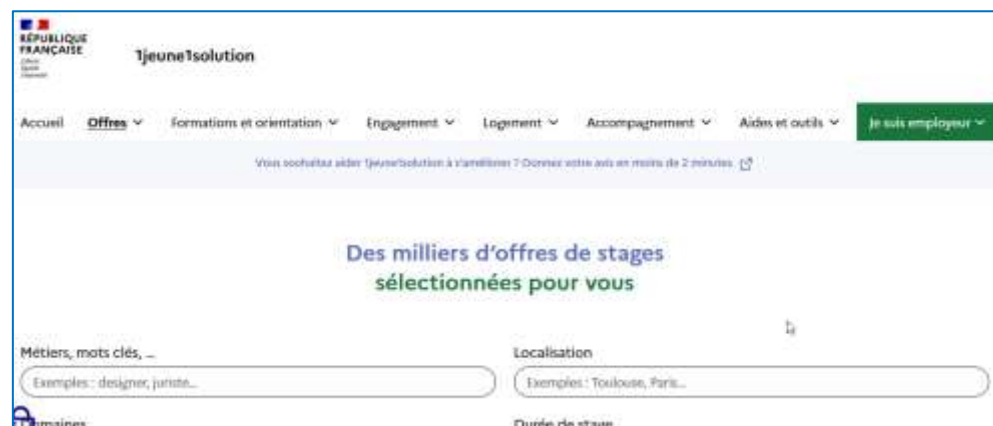 RÉPUBLIQUE
FRANÇAISE
1jeune1solution
Accueil Offres Formations et orientation Engagement Logement Accompagnement Aides et outils Je suis employeur
Vous souhaitez aider 1jeune1solution à s'améliorer ? Donnez votre avis en moins de 2 minutes
Des milliers d'offres de stages
sélectionnées pour vous
Métiers, mots clés, …
Localisation
Exemples : designer, juriste…
Exemples : Toulouse, Paris…
Domaines
Durée de stage